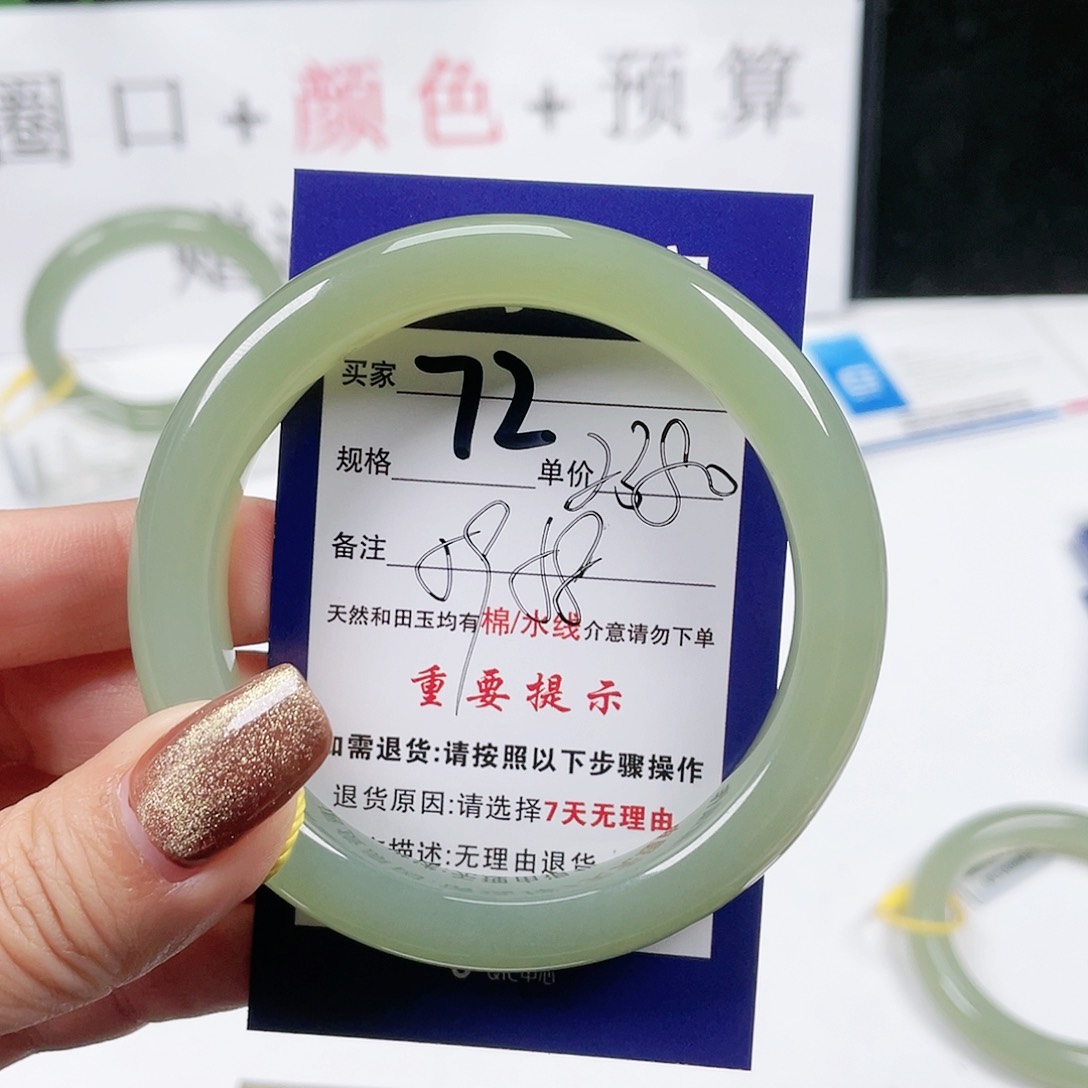 圈口+颜色+预算
买家 72
规格 单价 2380
备注
天然和田玉均有棉/水线介意请勿下单
重要提示
如需退货:请按照以下步骤操作
退货原因:请选择7天无理由
描述:无理由退货
中心